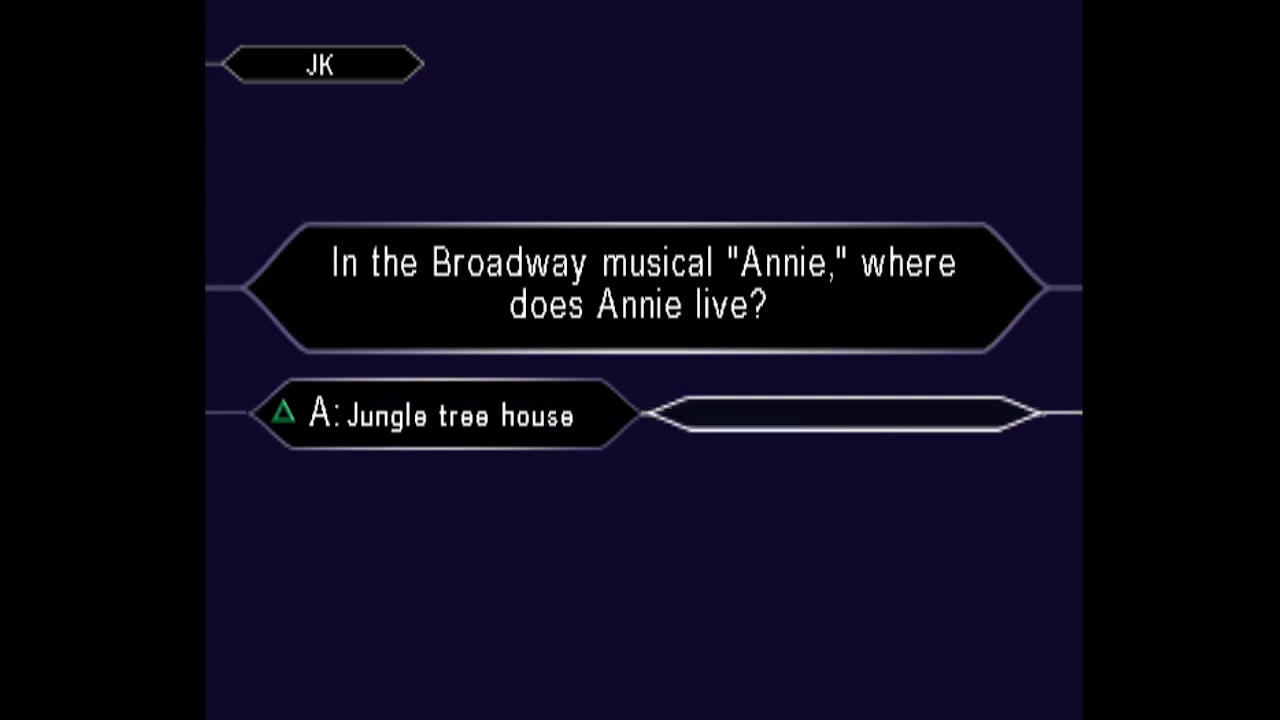 JK
In the Broadway musical "Annie," where
does Annie live?
A: Jungle tree house